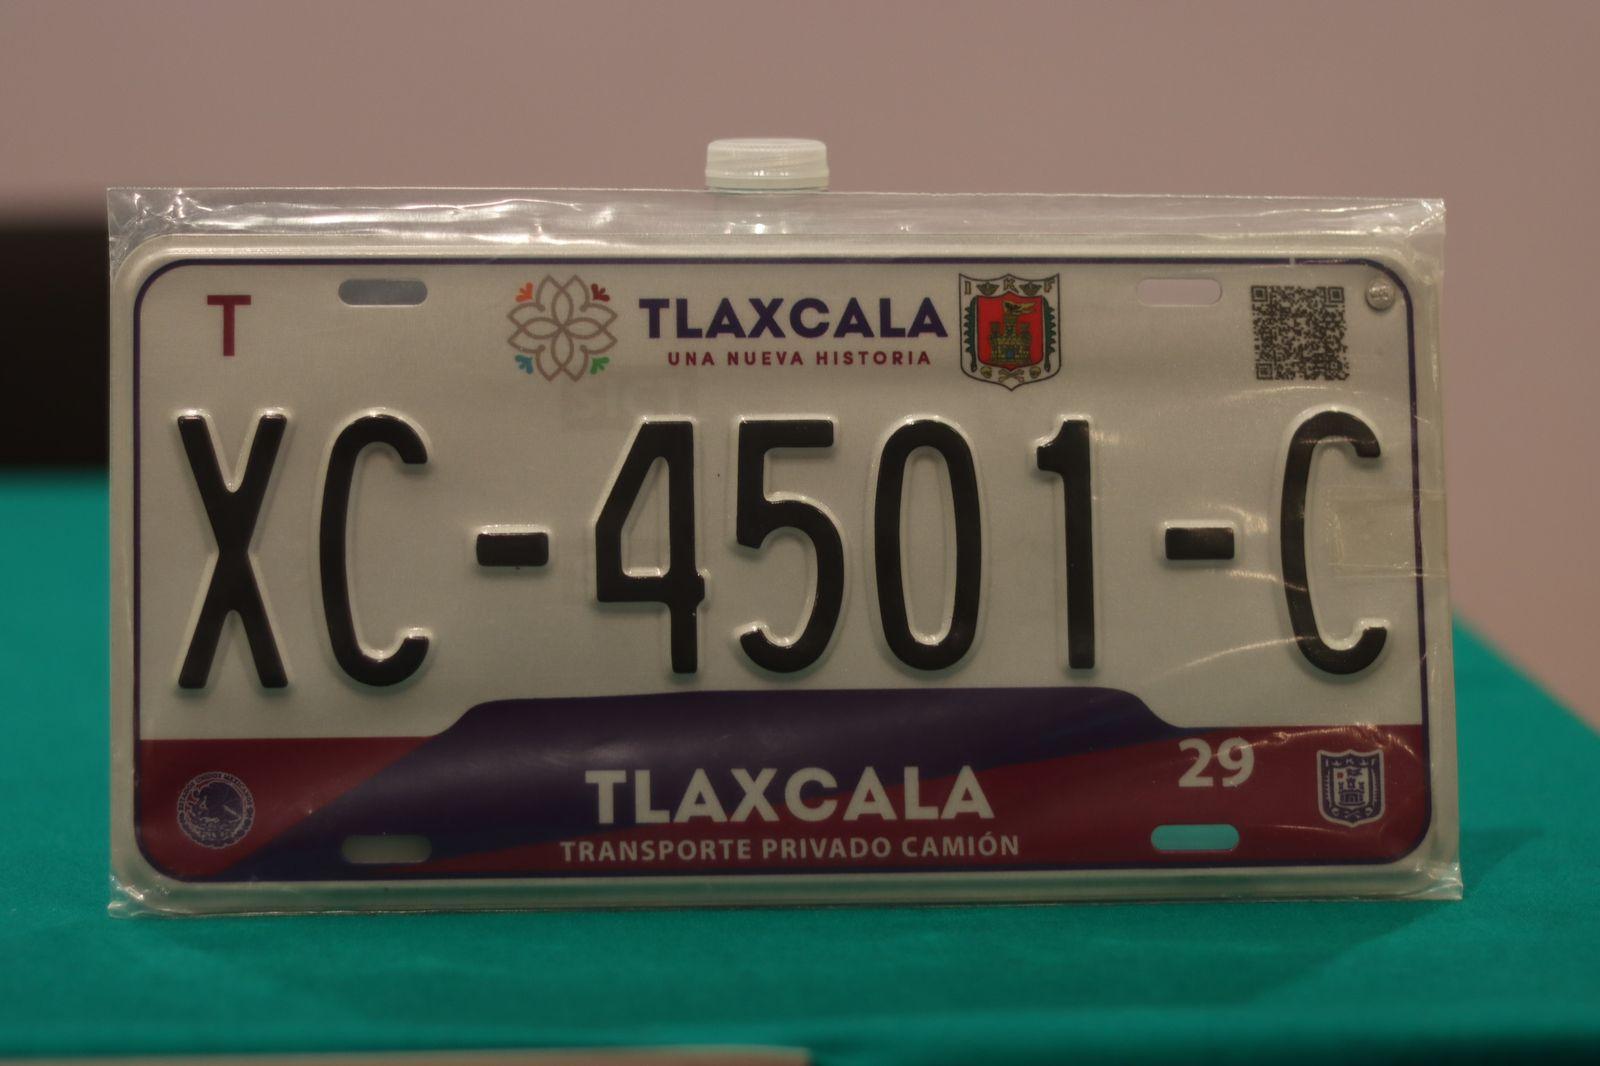 T
TLAXCALA
UNA NUEVA HISTORIA
I K F
XC-4501-C
TLAXCALA
29
TRANSPORTE PRIVADO CAMIÓN
I K F